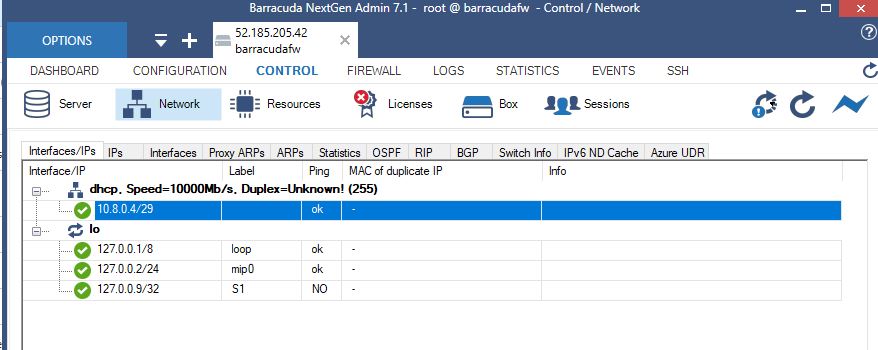 Barracuda NextGen Admin 7.1 - root @ barracudafw - Control / Network
OPTIONS
52.185.205.42
barracudafw
DASHBOARD CONFIGURATION CONTROL FIREWALL LOGS STATISTICS EVENTS SSH
Server Network Resources Licenses Box Sessions
Interfaces/IPs IPs Interfaces Proxy ARPs ARPs Statistics OSPF RIP BGP Switch Info IPv6 ND Cache Azure UDR
Interface/IP Label Ping MAC of duplicate IP Info
dhcp, Speed=10000Mb/s, Duplex=Unknown! (255)
10.8.0.4/29 ok -
lo
127.0.0.1/8 loop ok -
127.0.0.2/24 mip0 ok -
127.0.0.9/32 S1 NO -